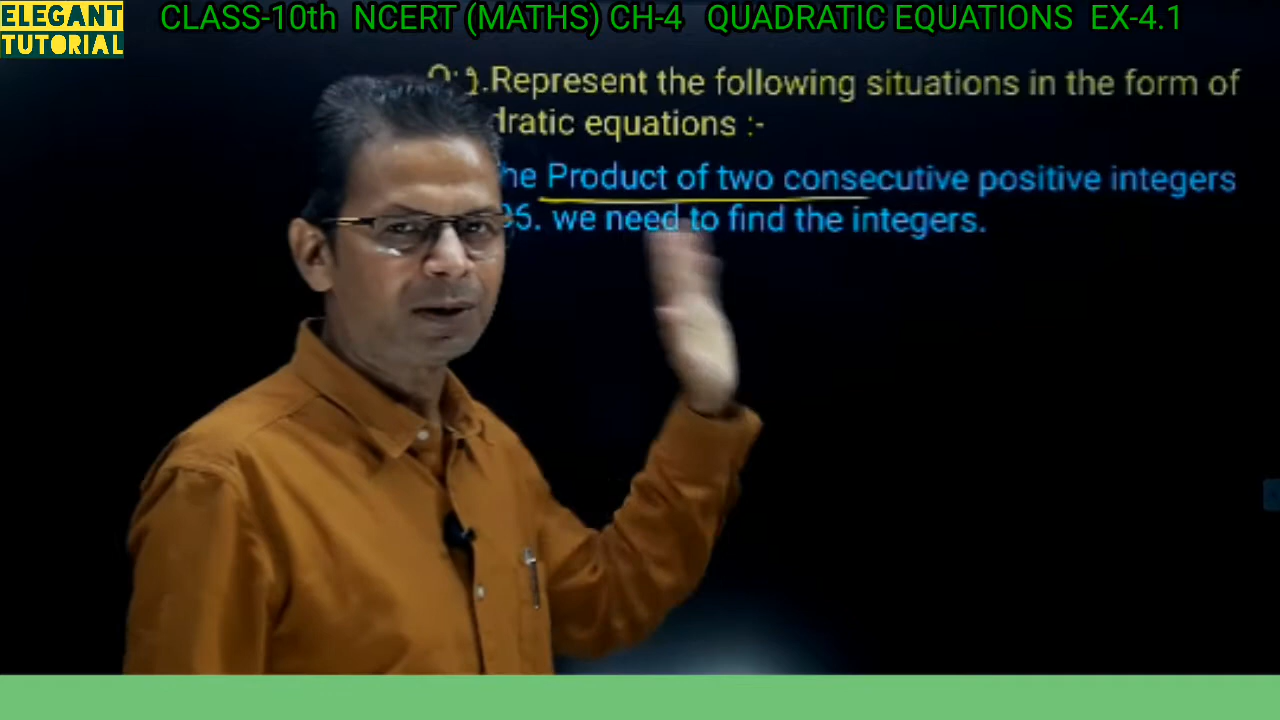 ELEGANT
TUTORIAL
CLASS-10th NCERT (MATHS) CH-4 QUADRATIC EQUATIONS EX-4.1
Represent the following situations in the form of
dratic equations :-
he Product of two consecutive positive integers
06. we need to find the integers.